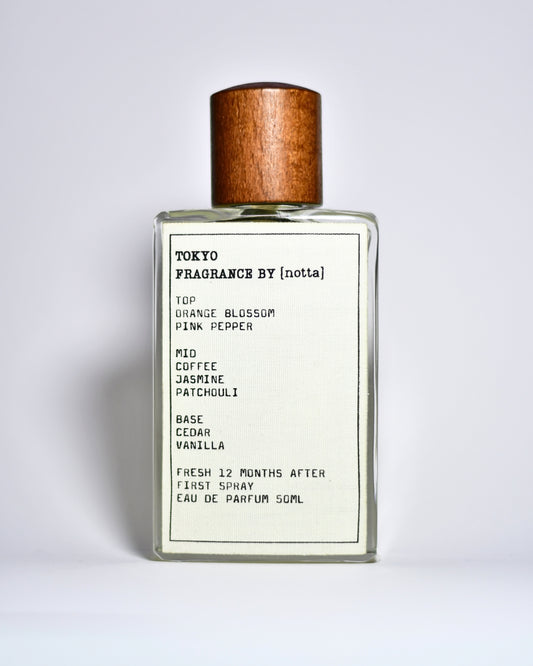 TOKYO
FRAGRANCE BY [notta]
TOP
ORANGE BLOSSOM
PINK PEPPER
MID
COFFEE
JASMINE
PATCHOULI
BASE
CEDAR
VANILLA
FRESH 12 MONTHS AFTER
FIRST SPRAY
EAU DE PARFUM 50ML